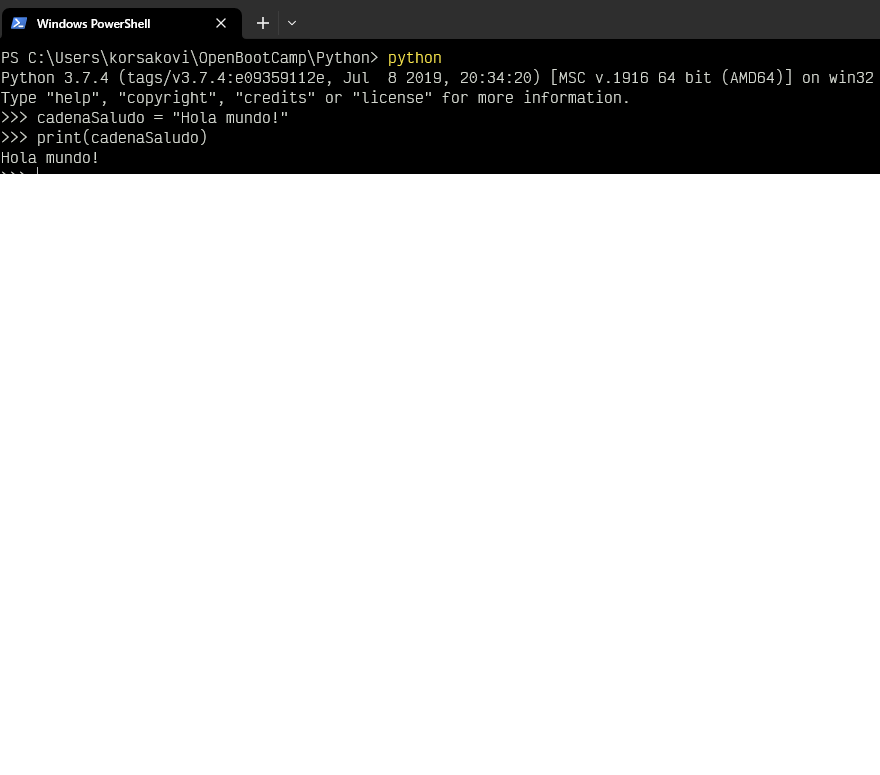 Windows PowerShell
PS C:\Users\korsakovi\OpenBootCamp\Python> python
Python 3.7.4 (tags/v3.7.4:e09359112e, Jul  8 2019, 20:34:20) [MSC v.1916 64 bit (AMD64)] on win32
Type "help", "copyright", "credits" or "license" for more information.
>>> cadenaSaludo = "Hola mundo!"
>>> print(cadenaSaludo)
Hola mundo!
>>>